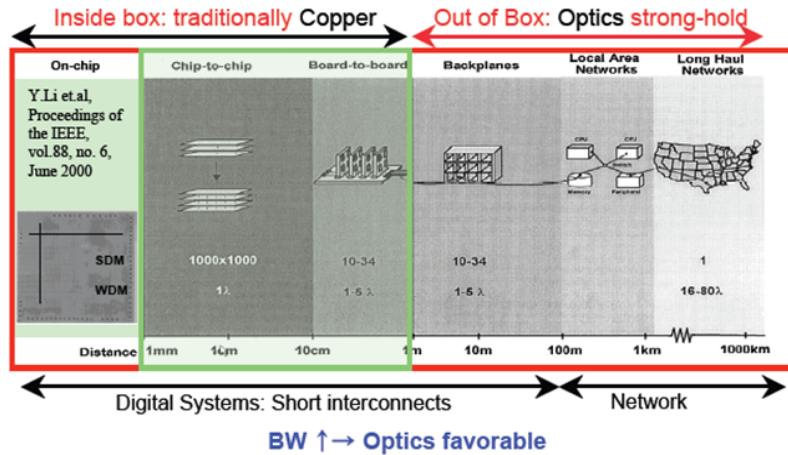 Inside box: traditionally Copper
Out of Box: Optics strong-hold
On-chip
Chip-to-chip
Board-to-board
Backplanes
Local Area
Networks
Long Haul
Networks
Y.Li et.al,
Proceedings of
the IEEE,
vol.88, no. 6,
June 2000
CPU
CPU
Memory
Peripheral
SDM
1000x1000
10-34
10-34
1
WDM
1λ
1-5 λ
1-5 λ
16-80λ
Distance
1mm
10cm
1m
10m
100m
1km
1000km
Digital Systems: Short interconnects
Network
BW ↑→ Optics favorable